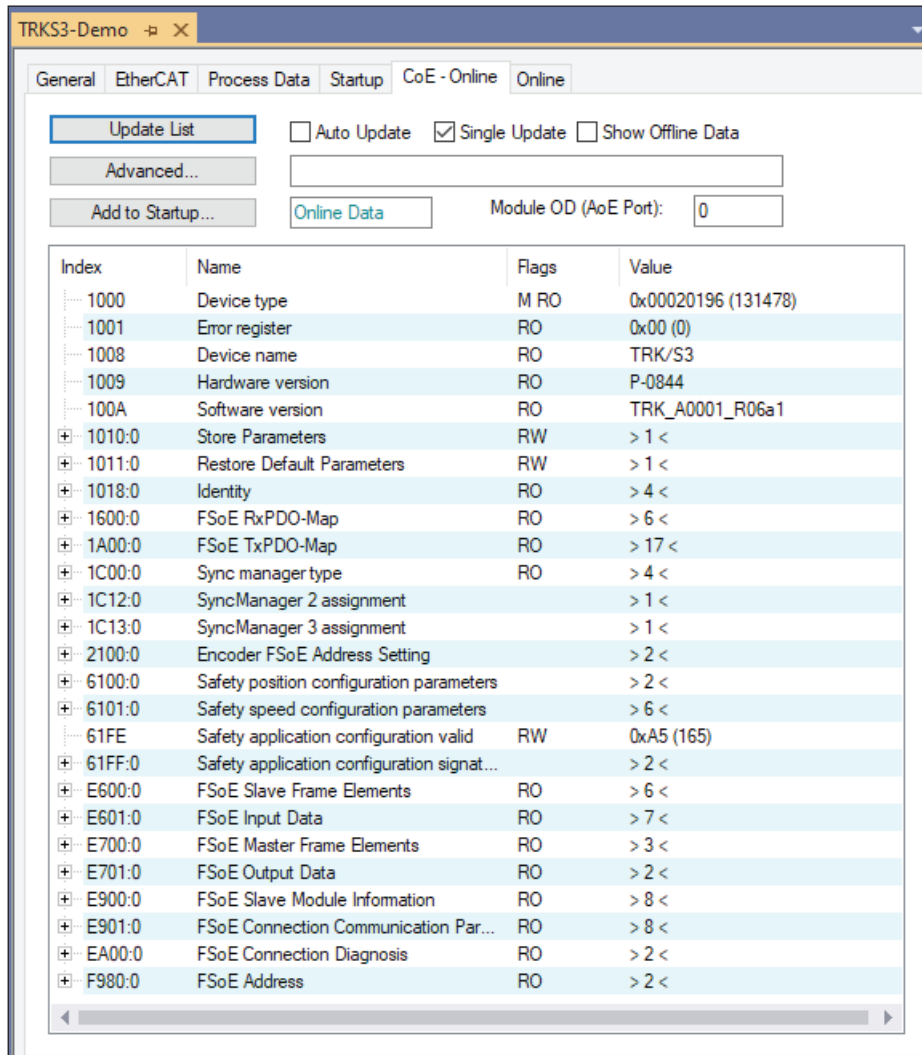 TRKS3-Demo
General EtherCAT Process Data Startup CoE - Online Online
Update List Auto Update Single Update Show Offline Data
Advanced...
Add to Startup... Online Data Module OD (AoE Port): 0
Index Name Flags Value
1000 Device type M RO 0x00020196 (131478)
1001 Error register RO 0x00 (0)
1008 Device name RO TRK/S3
1009 Hardware version RO P-0844
100A Software version RO TRK_A0001_R06a1
1010:0 Store Parameters RW > 1 <
1011:0 Restore Default Parameters RW > 1 <
1018:0 Identity RO > 4 <
1600:0 FSoE RxPDO-Map RO > 6 <
1A00:0 FSoE TxPDO-Map RO > 17 <
1C00:0 Sync manager type RO > 4 <
1C12:0 SyncManager 2 assignment > 1 <
1C13:0 SyncManager 3 assignment > 1 <
2100:0 Encoder FSoE Address Setting > 2 <
6100:0 Safety position configuration parameters > 2 <
6101:0 Safety speed configuration parameters > 6 <
61FE Safety application configuration valid RW 0xA5 (165)
61FF:0 Safety application configuration signat... > 2 <
E600:0 FSoE Slave Frame Elements RO > 6 <
E601:0 FSoE Input Data RO > 7 <
E700:0 FSoE Master Frame Elements RO > 3 <
E701:0 FSoE Output Data RO > 2 <
E900:0 FSoE Slave Module Information RO > 8 <
E901:0 FSoE Connection Communication Par... RO > 8 <
EA00:0 FSoE Connection Diagnosis RO > 2 <
F980:0 FSoE Address RO > 2 <